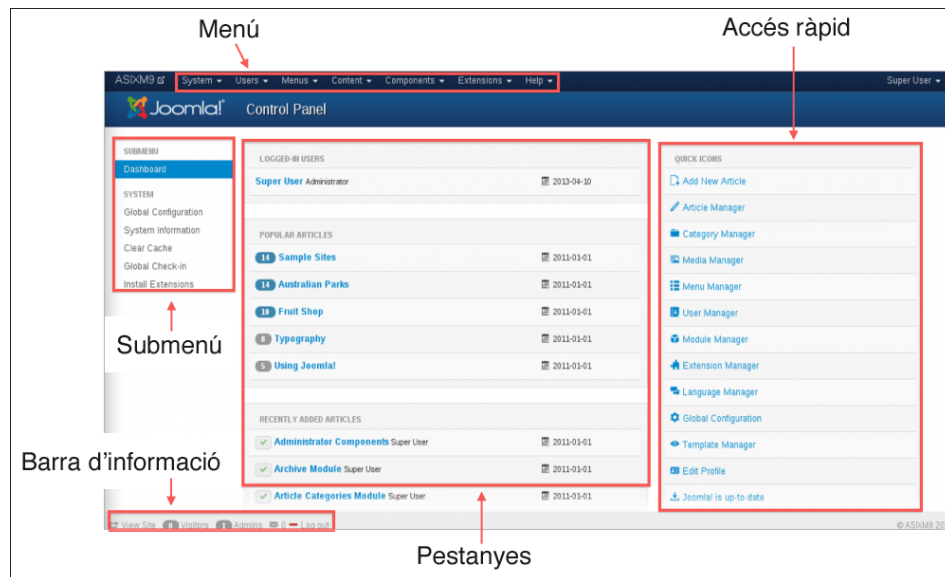 Menú
Accés ràpid
ASIXM9
System Users Menus Content Components Extensions Help
Super User
Joomla!
Control Panel
SUBMENU
Dashboard
SYSTEM
Global Configuration
System Information
Clear Cache
Global Check-in
Install Extensions
Submenú
LOGGED-IN USERS
Super User Administrator 2013-04-10
POPULAR ARTICLES
14 Sample Sites 2011-01-01
14 Australian Parks 2011-01-01
10 Fruit Shop 2011-01-01
8 Typography 2011-01-01
5 Using Joomla! 2011-01-01
RECENTLY ADDED ARTICLES
Administrator Components Super User 2011-01-01
Archive Module Super User 2011-01-01
Article Categories Module Super User 2011-01-01
QUICK ICONS
Add New Article
Article Manager
Category Manager
Media Manager
Menu Manager
User Manager
Module Manager
Extension Manager
Language Manager
Global Configuration
Template Manager
Edit Profile
Joomla! is up-to-date
Barra d'informació
View Site 0 Visitors 1 Admins 0 Log out
© ASIXM9 20
Pestanyes